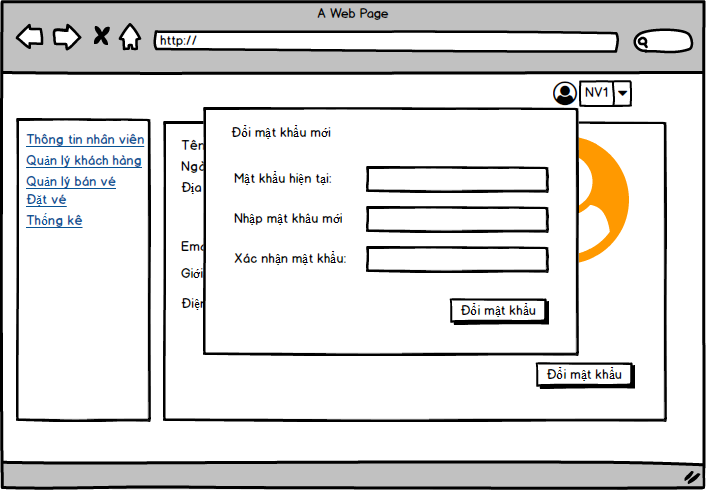 A Web Page
http://
NV1
Thông tin nhân viên
Quản lý khách hàng
Quản lý bán vé
Đặt vé
Thống kê
Đổi mật khẩu mới
Mật khẩu hiện tại:
Nhập mật khâu mới
Xác nhận mật khẩu:
Đổi mật khẩu
Tên
Ngà
Địa
Ema
Giới
Điện
Đổi mật khẩu